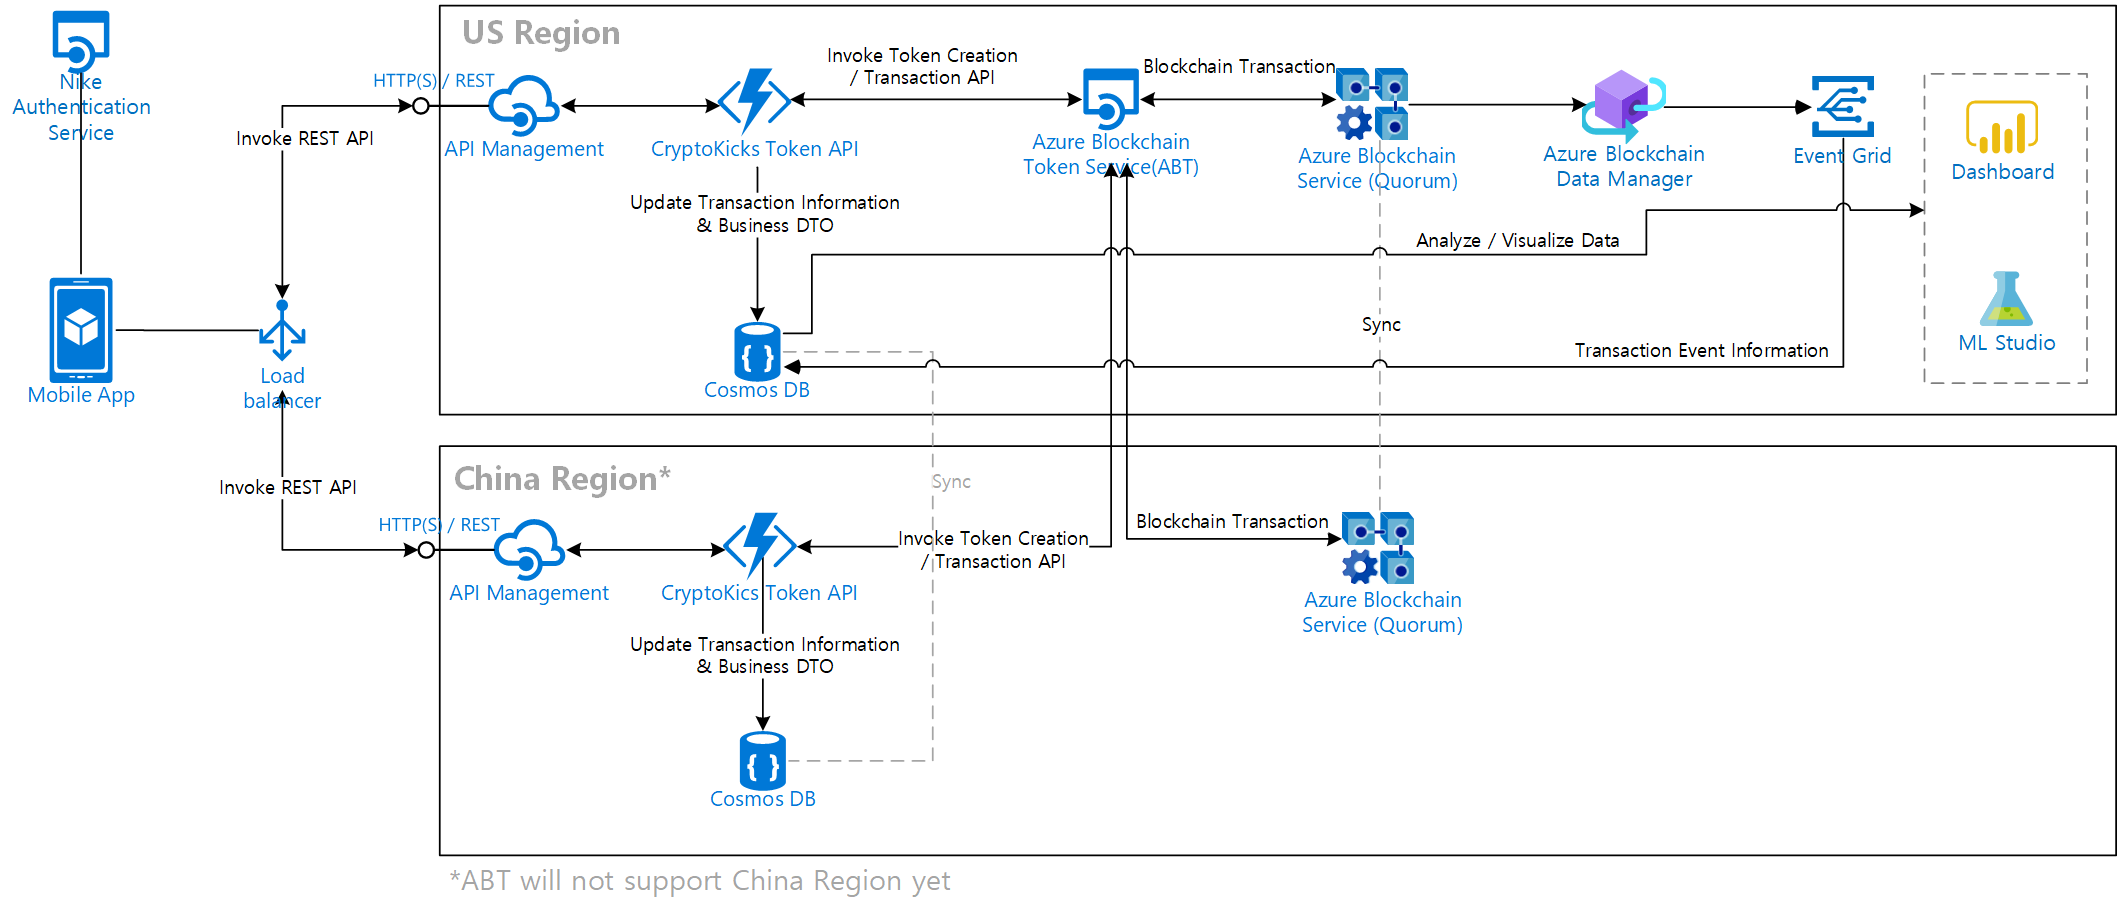 US Region
Nike
Authentication
Service
HTTP(S) / REST
Invoke REST API
API Management
CryptoKicks Token API
Invoke Token Creation
/ Transaction API
Azure Blockchain
Token Service(ABT)
Blockchain Transaction
Azure Blockchain
Service (Quorum)
Azure Blockchain
Data Manager
Event Grid
Dashboard
Update Transaction Information
& Business DTO
Analyze / Visualize Data
Sync
ML Studio
Transaction Event Information
Cosmos DB
Mobile App
Load
balancer
China Region*
Invoke REST API
HTTP(S) / REST
API Management
CryptoKics Token API
Sync
Invoke Token Creation
/ Transaction API
Blockchain Transaction
Azure Blockchain
Service (Quorum)
Update Transaction Information
& Business DTO
Cosmos DB
*ABT will not support China Region yet